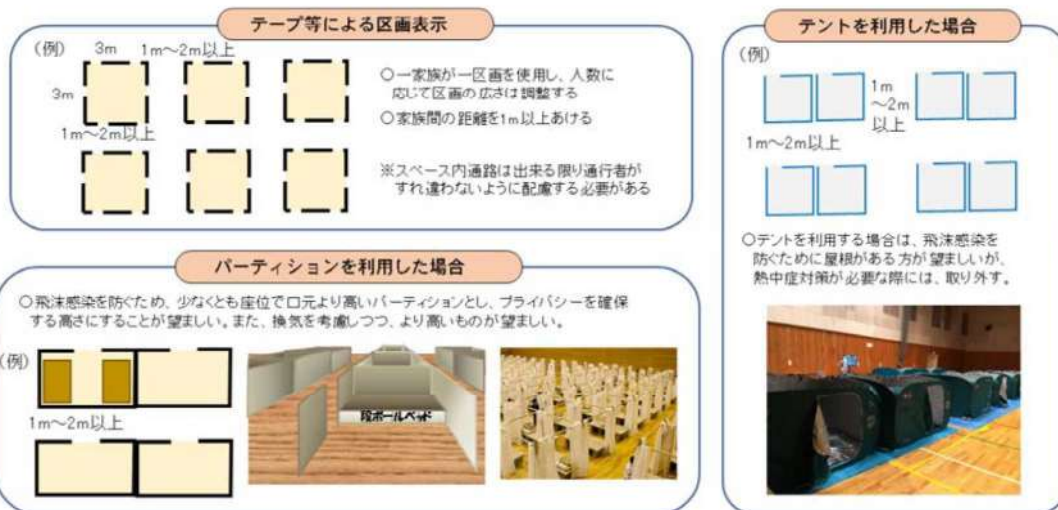 テープ等による区画表示
(例)
3m
1m～2m以上
3m
1m～2m以上
○一家族が一区画を使用し、人数に
応じて区画の広さは調整する
○家族間の距離を1m以上あける
※スペース内通路は出来る限り通行者が
すれ違わないように配慮する必要がある
パーティションを利用した場合
○飛沫感染を防ぐため、少なくとも座位で口元より高いパーティションとし、プライバシーを確保
する高さにすることが望ましい。また、換気を考慮しつつ、より高いものが望ましい。
(例)
1m～2m以上
段ボールベッド
テントを利用した場合
(例)
1m
～2m
以上
1m～2m以上
○テントを利用する場合は、飛沫感染を
防ぐために屋根がある方が望ましいが、
熱中症対策が必要な際には、取り外す。